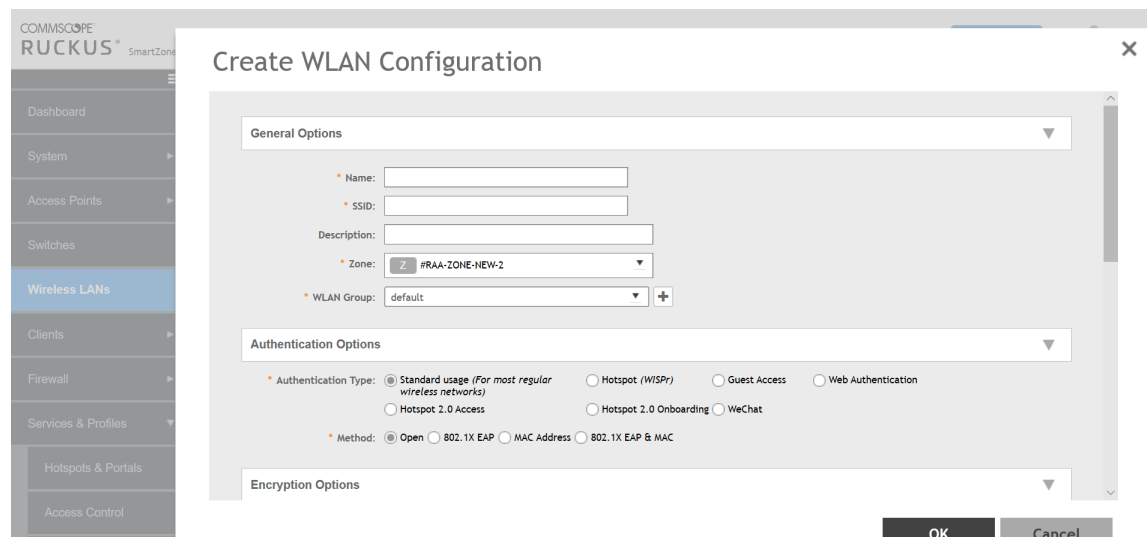 COMMSCOPE
RUCKUS® SmartZone
Create WLAN Configuration
Dashboard
System
Access Points
Switches
Wireless LANs
Clients
Firewall
Services & Profiles
Hotspots & Portals
Access Control
General Options
* Name:
* SSID:
Description:
* Zone: Z #RAA-ZONE-NEW-2
* WLAN Group: default
Authentication Options
* Authentication Type: Standard usage (For most regular wireless networks) Hotspot (WISPr) Guest Access Web Authentication
Hotspot 2.0 Access Hotspot 2.0 Onboarding WeChat
* Method: Open 802.1X EAP MAC Address 802.1X EAP & MAC
Encryption Options
OK Cancel